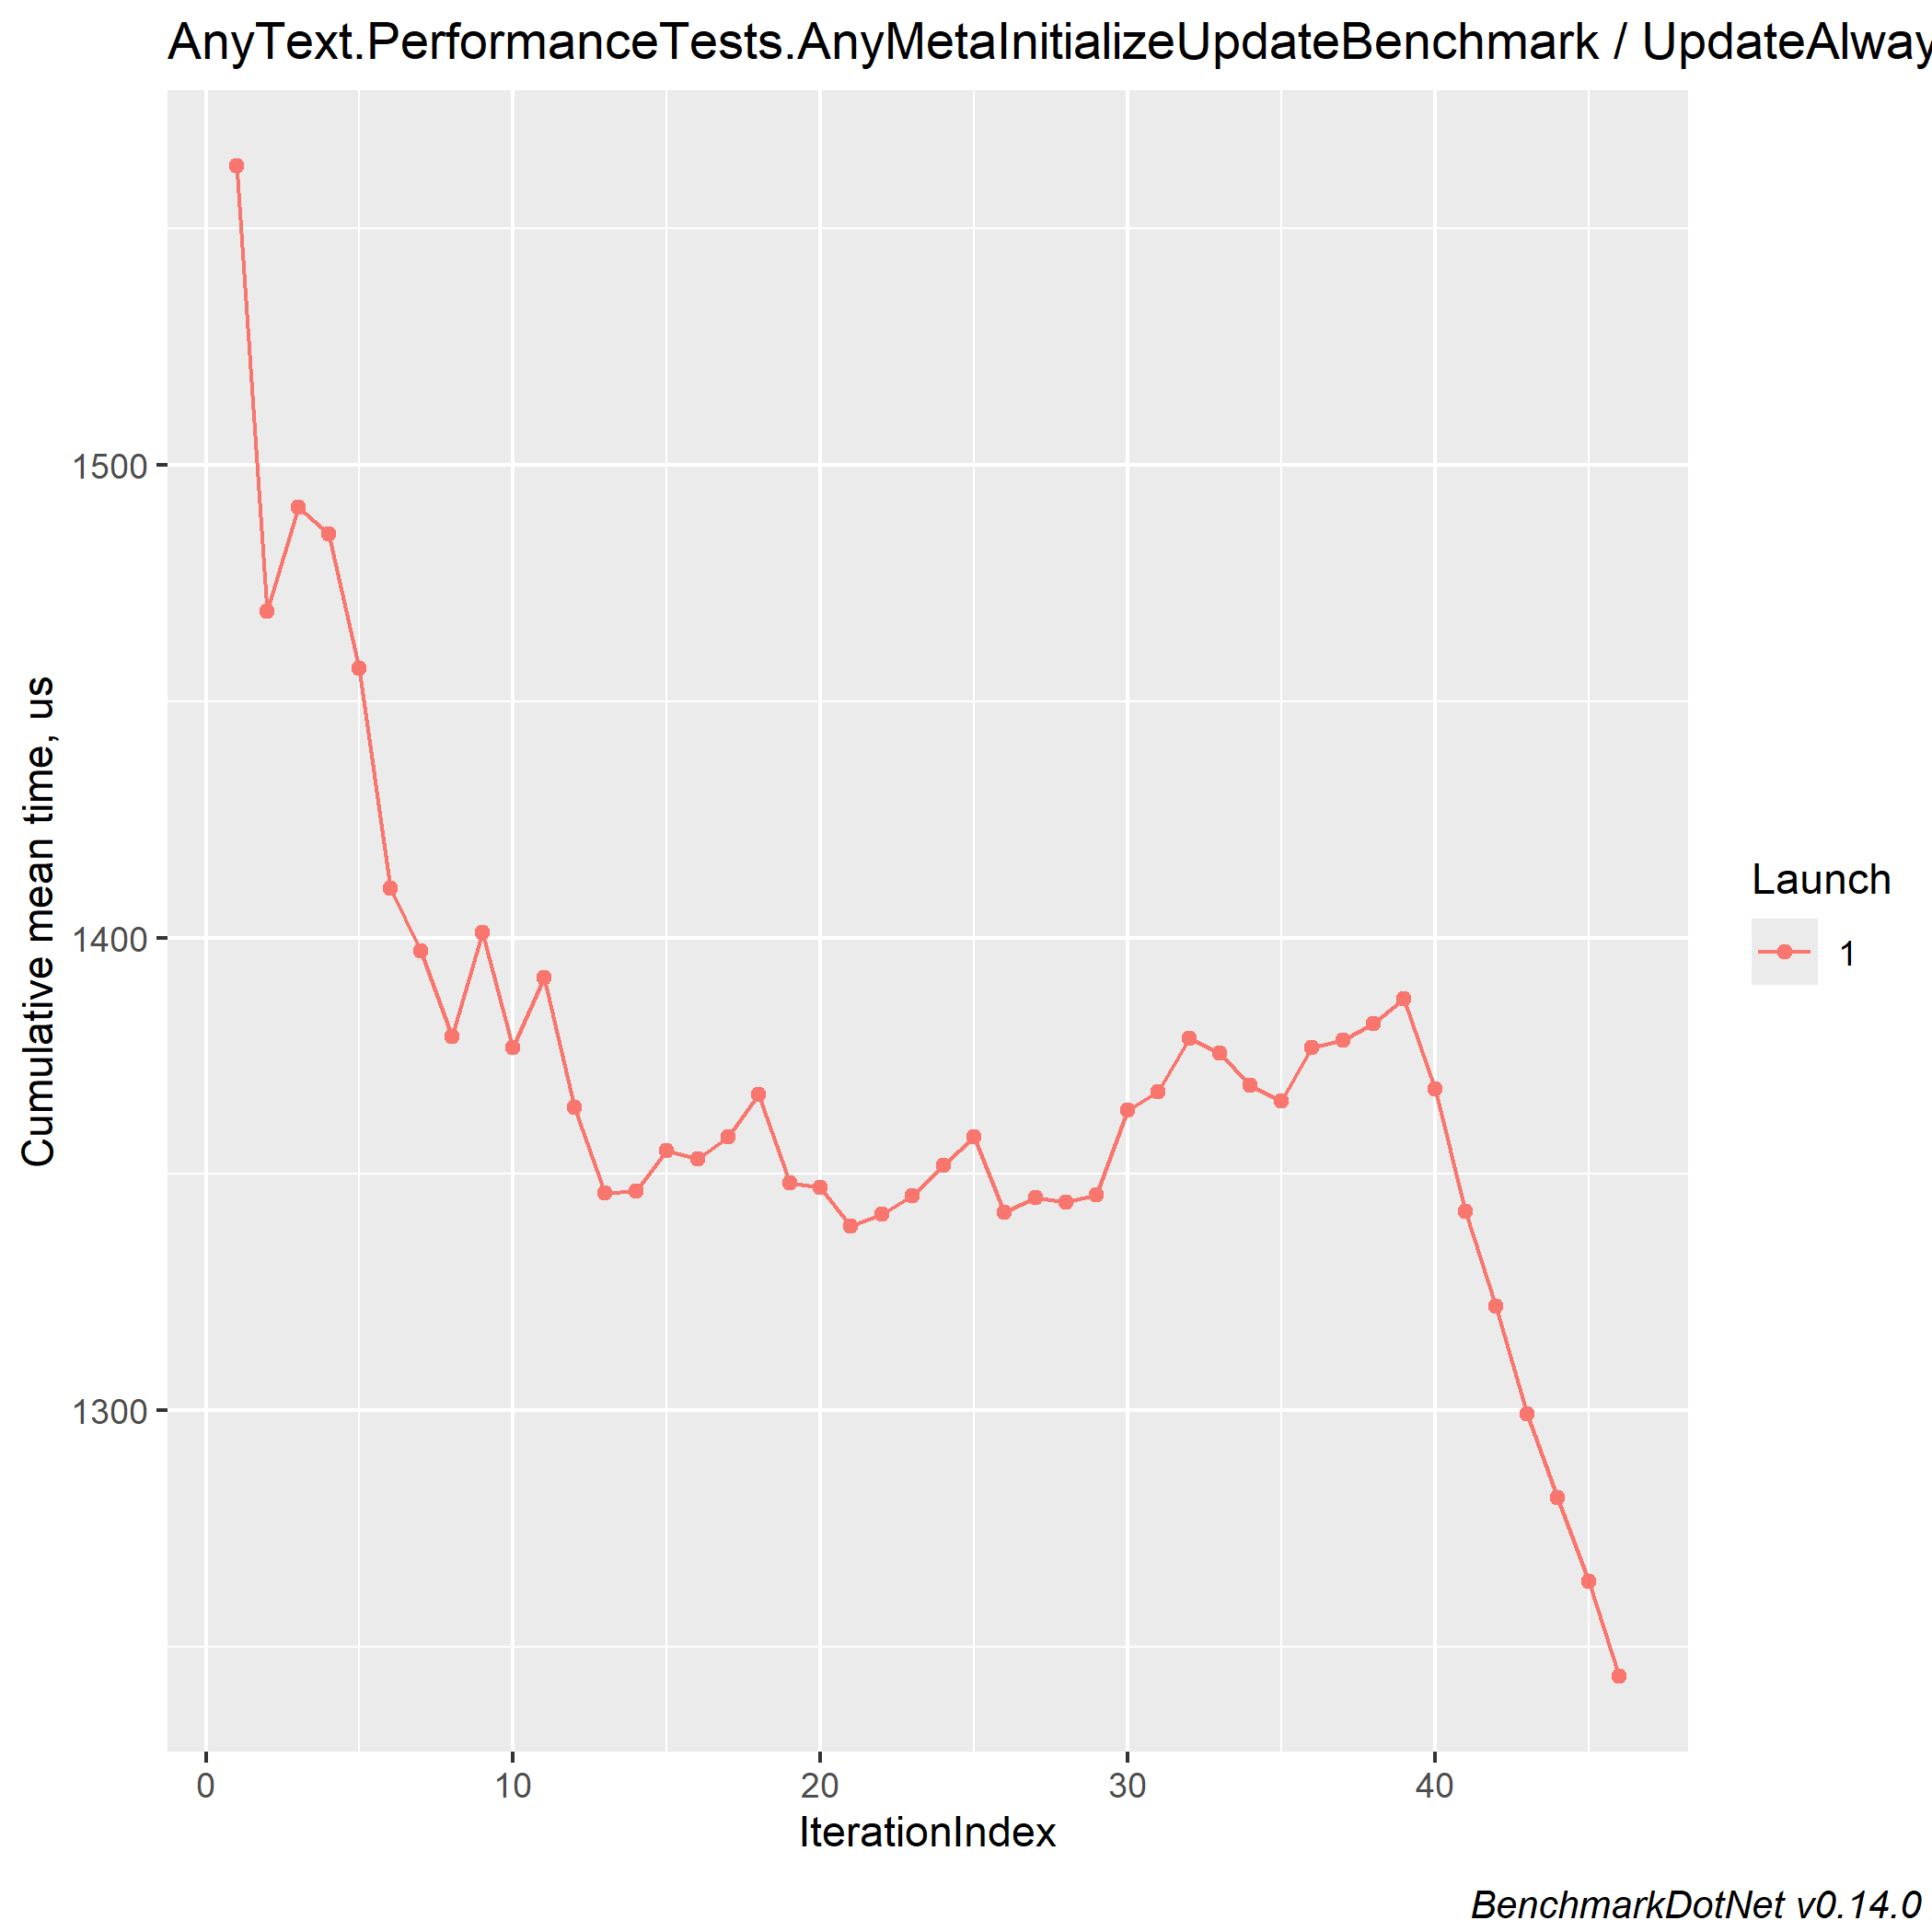 AnyText.PerformanceTests.AnyMetaInitializeUpdateBenchmark / UpdateAlway
Cumulative mean time, us
1500
1400
1300
0 10 20 30 40
IterationIndex
Launch
1
BenchmarkDotNet v0.14.0